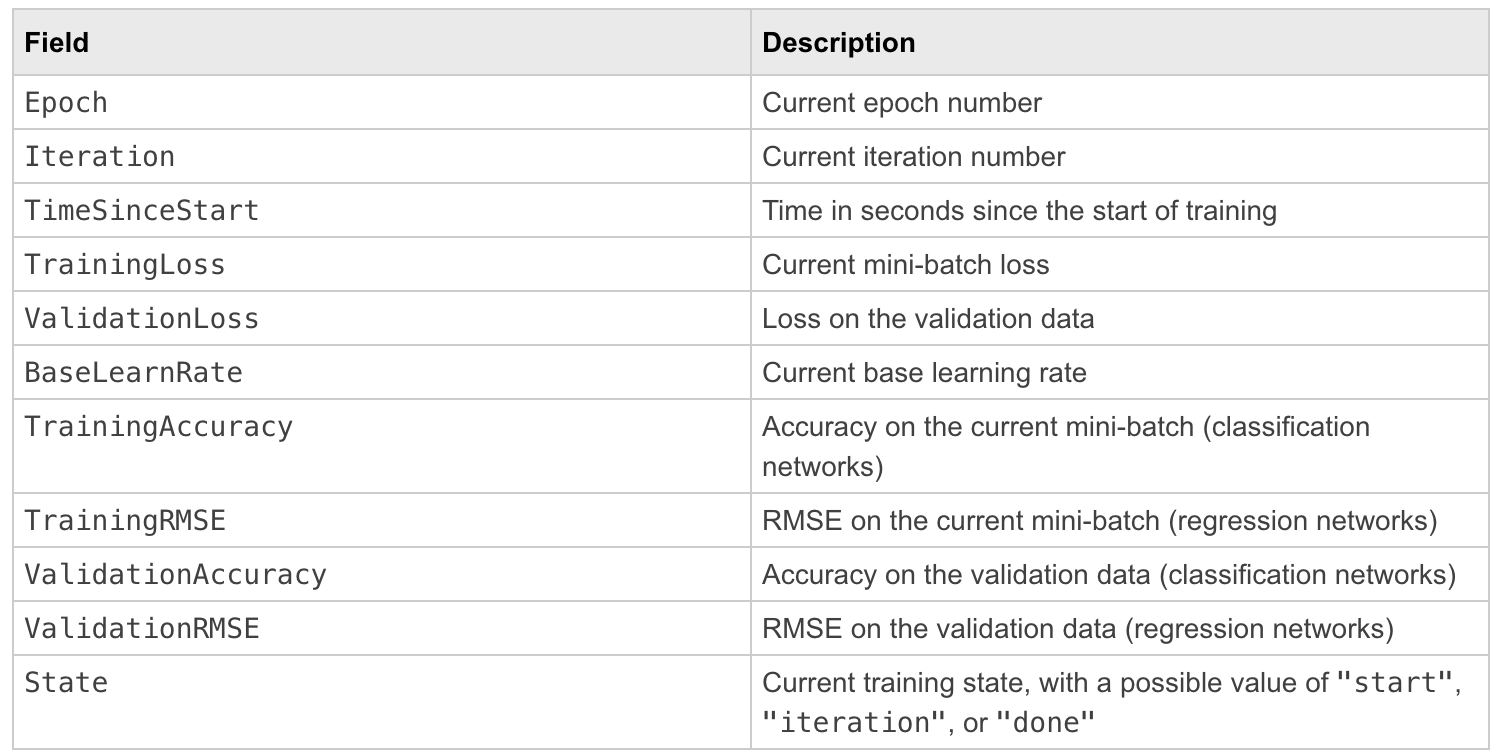 Field Description
Epoch Current epoch number
Iteration Current iteration number
TimeSinceStart Time in seconds since the start of training
TrainingLoss Current mini-batch loss
ValidationLoss Loss on the validation data
BaseLearnRate Current base learning rate
TrainingAccuracy Accuracy on the current mini-batch (classification
networks)
TrainingRMSE RMSE on the current mini-batch (regression networks)
ValidationAccuracy Accuracy on the validation data (classification networks)
ValidationRMSE RMSE on the validation data (regression networks)
State Current training state, with a possible value of "start",
"iteration", or "done"